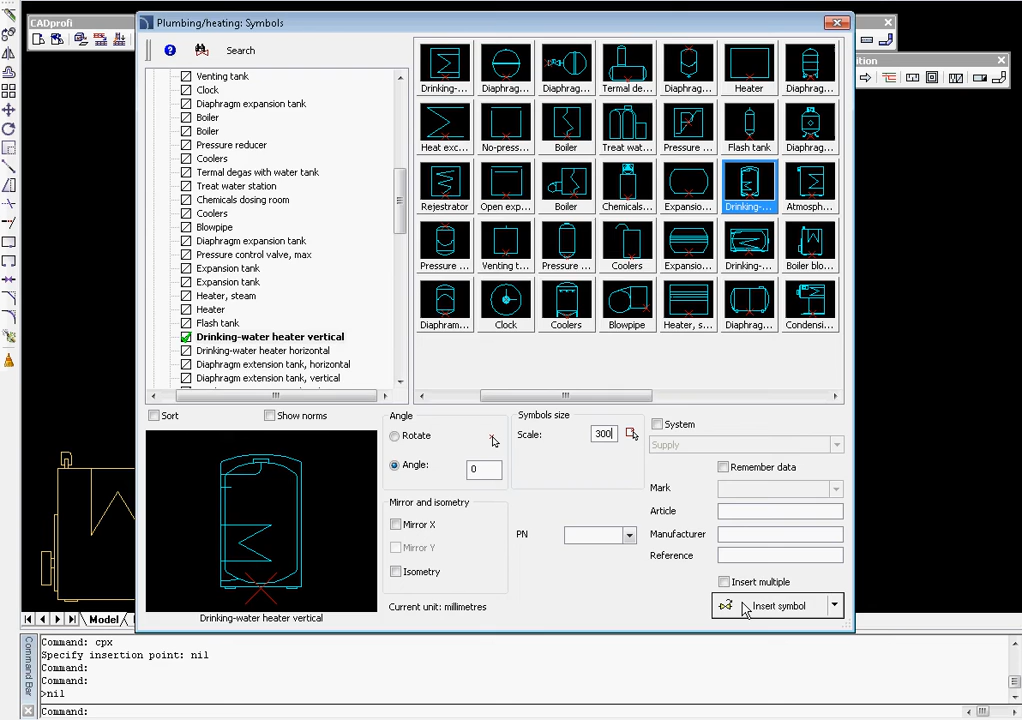 CADprofi
Plumbing/heating: Symbols
ition
Search
Venting tank
Clock
Diaphragm expansion tank
Boiler
Boiler
Pressure reducer
Coolers
Termal degas with water tank
Treat water station
Chemicals dosing room
Coolers
Blowpipe
Diaphragm expansion tank
Pressure control valve, max
Expansion tank
Expansion tank
Heater, steam
Heater
Flash tank
Drinking-water heater vertical
Drinking-water heater horizontal
Diaphragm extension tank, horizontal
Diaphragm extension tank, vertical
Drinking-... Diaphrag... Diaphrag... Termal de... Diaphrag... Heater Diaphrag...
Heat exc... No-press... Boiler Treat wat... Pressure ... Flash tank Diaphrag...
Rejestrator Open exp... Boiler Chemicals... Expansio... Drinking-... Atmosph...
Pressure ... Venting t... Pressure ... Coolers Expansio... Drinking-... Boiler blo...
Diaphram... Clock Coolers Blowpipe Heater, s... Diaphrag... Condensi...
Sort
Show norms
Drinking-water heater vertical
Angle
Rotate
Angle: 0
Mirror and isometry
Mirror X
Mirror Y
Isometry
Current unit: millimetres
Symbols size
Scale: 300
PN
System
Supply
Remember data
Mark
Article
Manufacturer
Reference
Insert multiple
Insert symbol
Model
Command Bar
Command: cpx
Specify insertion point: nil
Command:
Command:
>nil
Command: